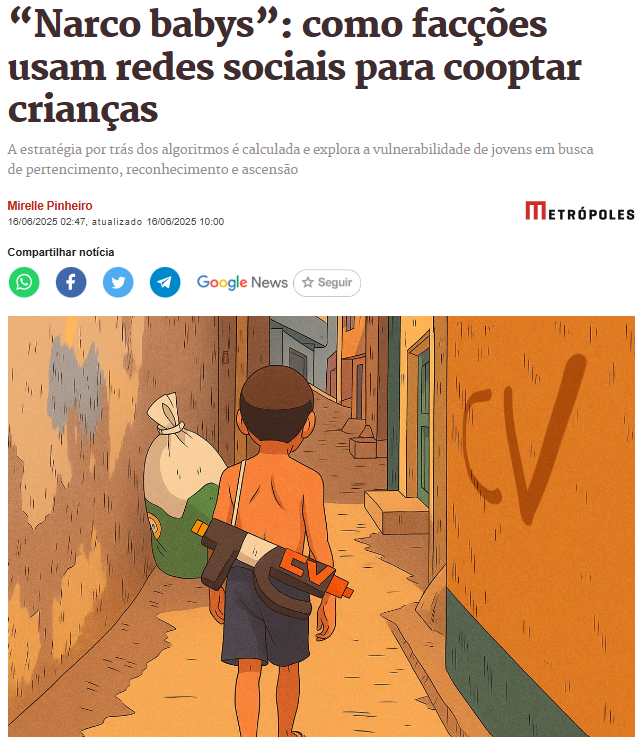 “Narco babys”: como facções
usam redes sociais para cooptar
crianças
A estratégia por trás dos algoritmos é calculada e explora a vulnerabilidade de jovens em busca
de pertencimento, reconhecimento e ascensão
Mirelle Pinheiro
16/06/2025 02:47, atualizado 16/06/2025 10:00
METRÓPOLES
Compartilhar notícia
Google News
Seguir
CV
CV